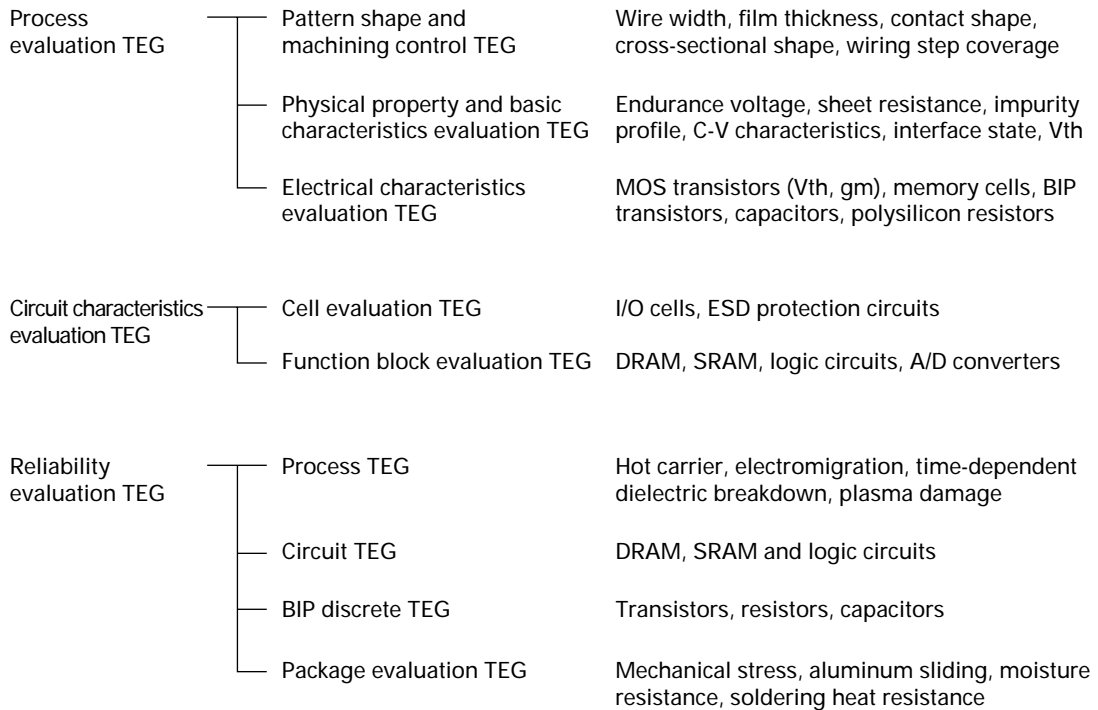 Process
evaluation TEG
Pattern shape and
machining control TEG
Wire width, film thickness, contact shape,
cross-sectional shape, wiring step coverage
Physical property and basic
characteristics evaluation TEG
Endurance voltage, sheet resistance, impurity
profile, C-V characteristics, interface state, Vth
Electrical characteristics
evaluation TEG
MOS transistors (Vth, gm), memory cells, BIP
transistors, capacitors, polysilicon resistors
Circuit characteristics
evaluation TEG
Cell evaluation TEG
I/O cells, ESD protection circuits
Function block evaluation TEG
DRAM, SRAM, logic circuits, A/D converters
Reliability
evaluation TEG
Process TEG
Hot carrier, electromigration, time-dependent
dielectric breakdown, plasma damage
Circuit TEG
DRAM, SRAM and logic circuits
BIP discrete TEG
Transistors, resistors, capacitors
Package evaluation TEG
Mechanical stress, aluminum sliding, moisture
resistance, soldering heat resistance